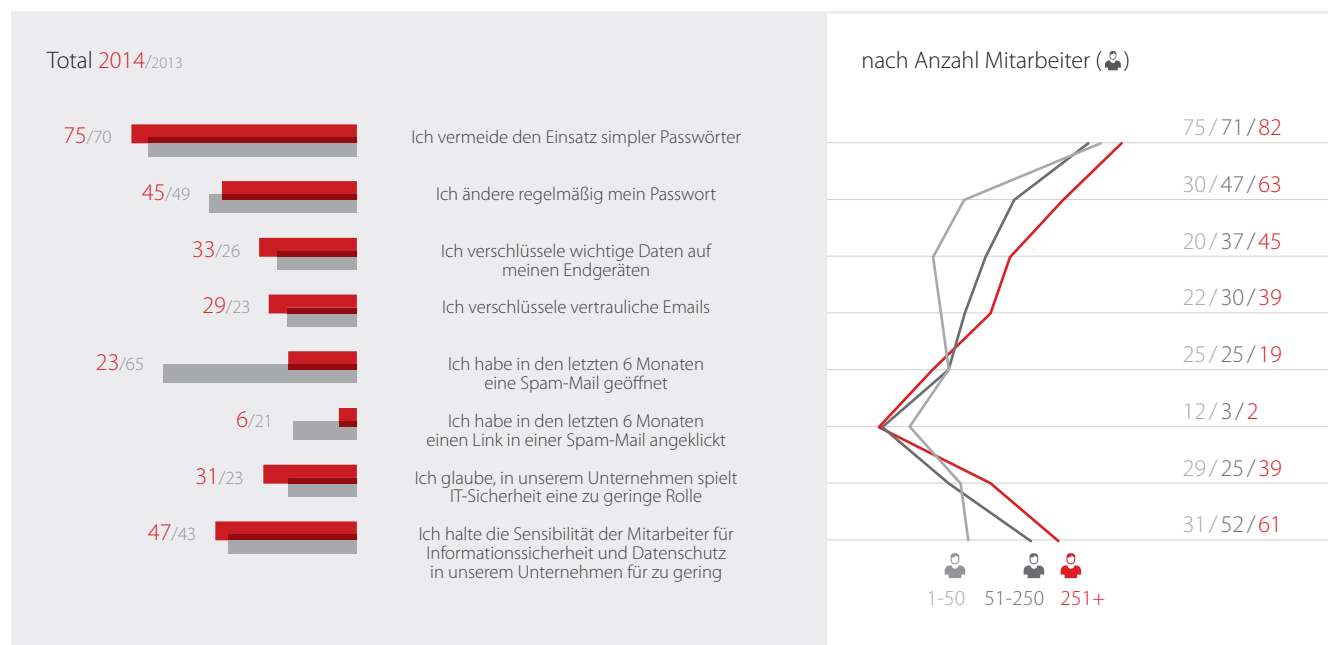 Total 2014/2013
nach Anzahl Mitarbeiter ( )
75/70
Ich vermeide den Einsatz simpler Passwörter
75/71/82
45/49
Ich ändere regelmäßig mein Passwort
30/47/63
33/26
Ich verschlüssele wichtige Daten auf
meinen Endgeräten
20/37/45
29/23
Ich verschlüssele vertrauliche Emails
22/30/39
23/65
Ich habe in den letzten 6 Monaten
eine Spam-Mail geöffnet
25/25/19
6/21
Ich habe in den letzten 6 Monaten
einen Link in einer Spam-Mail angeklickt
12/3/2
31/23
Ich glaube, in unserem Unternehmen spielt
IT-Sicherheit eine zu geringe Rolle
29/25/39
47/43
Ich halte die Sensibilität der Mitarbeiter für
Informationssicherheit und Datenschutz
in unserem Unternehmen für zu gering
31/52/61
1-50 51-250 251+